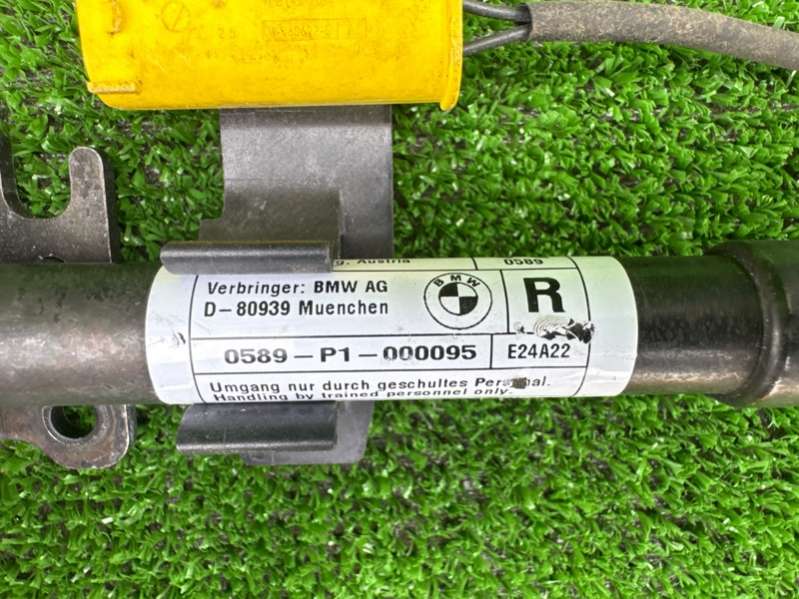 25
g. Austria
0589
Verbringer: BMW AG
D-80939 Muenchen
BMW
R
0589-P1-000095
E24A22
Umgang nur durch geschultes Personal.
Handling by trained personnel only.